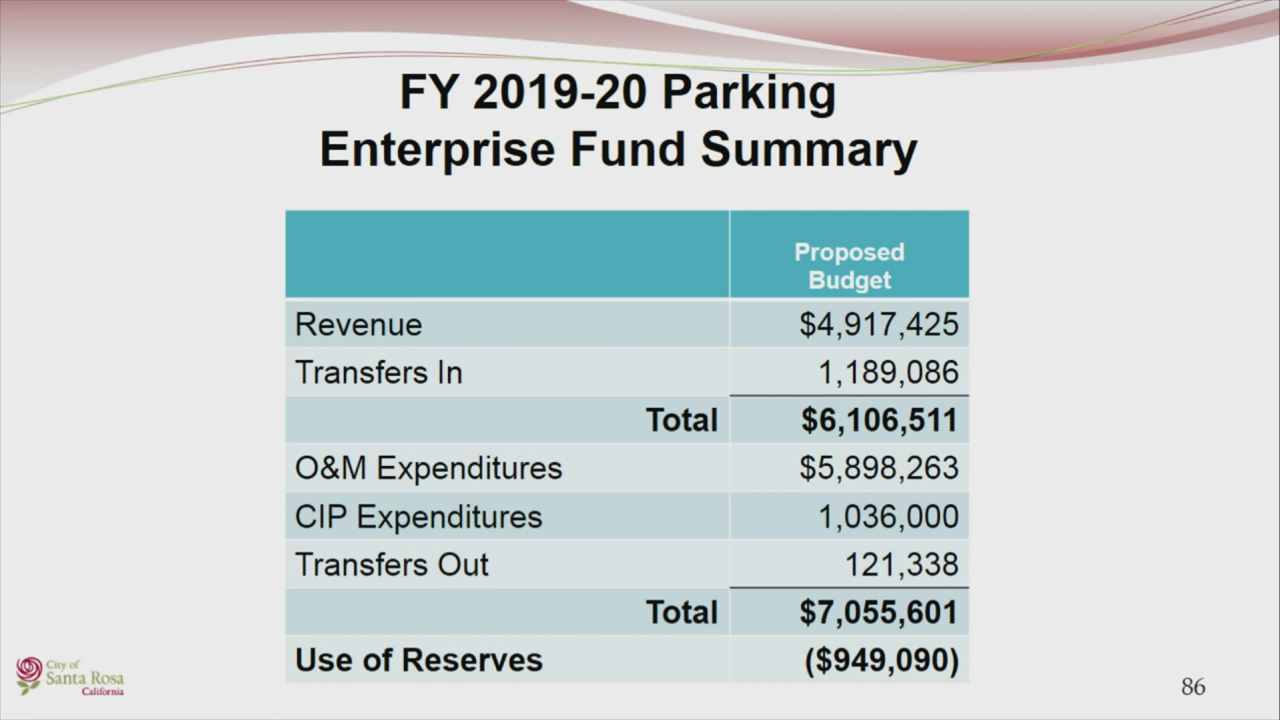 FY 2019-20 Parking
Enterprise Fund Summary
Proposed
Budget
Revenue $4,917,425
Transfers In 1,189,086
Total $6,106,511
O&M Expenditures $5,898,263
CIP Expenditures 1,036,000
Transfers Out 121,338
Total $7,055,601
Use of Reserves ($949,090)
City of
Santa Rosa
California
86